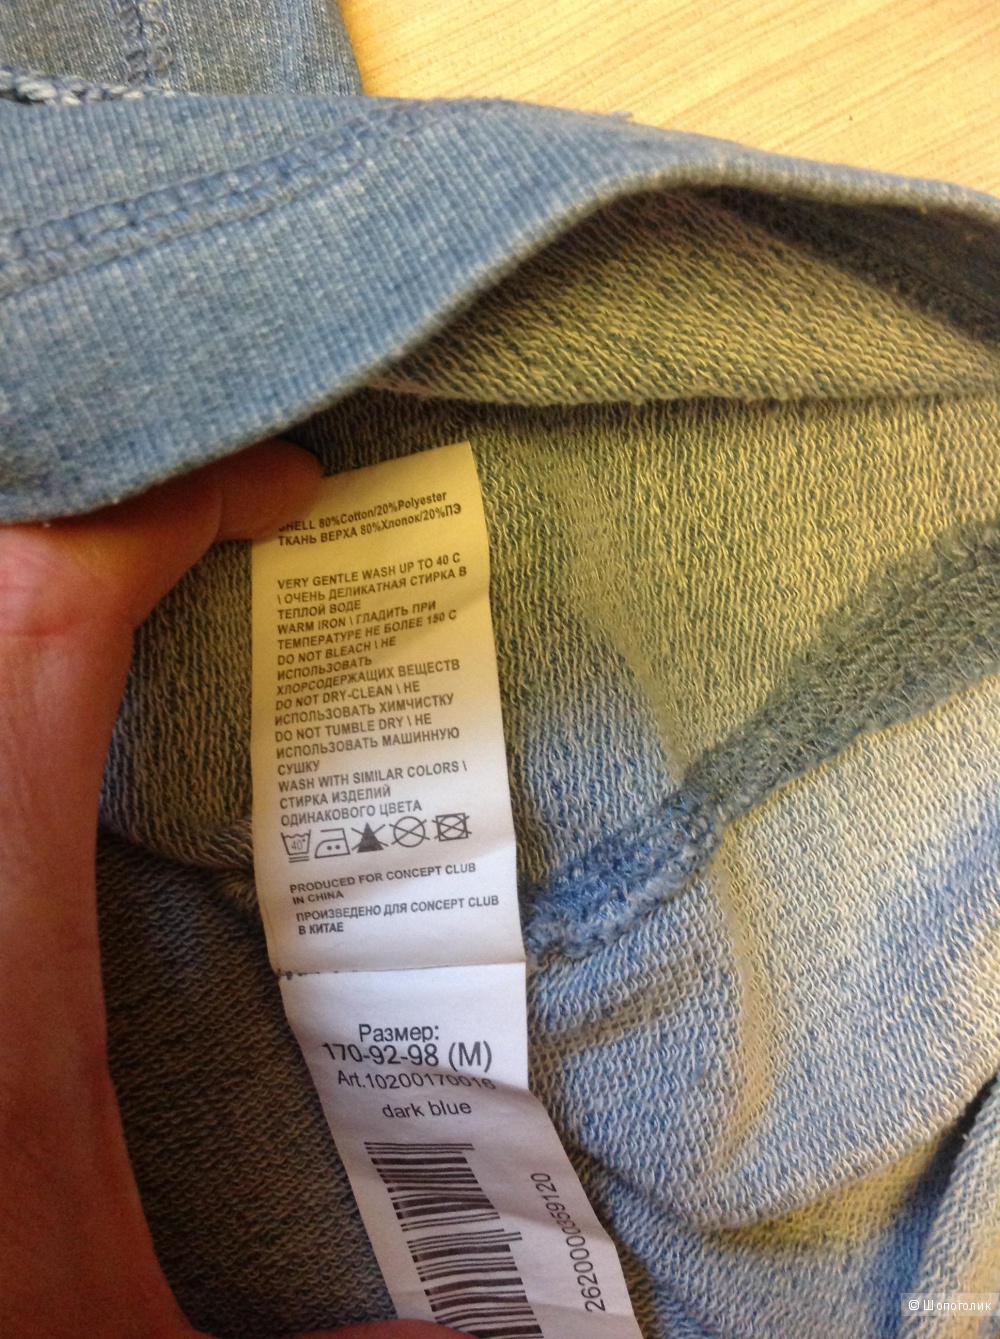 SHELL 80%Cotton/20%Polyester
ТКАНЬ ВЕРХА 80%Хлопок/20%ПЭ
VERY GENTLE WASH UP TO 40 C
\ ОЧЕНЬ ДЕЛИКАТНАЯ СТИРКА В
ТЕПЛОЙ ВОДЕ
WARM IRON \ ГЛАДИТЬ ПРИ
ТЕМПЕРАТУРЕ НЕ БОЛЕЕ 150 С
DO NOT BLEACH \ НЕ
ИСПОЛЬЗОВАТЬ
ХЛОРСОДЕРЖАЩИХ ВЕЩЕСТВ
DO NOT DRY-CLEAN \ НЕ
ИСПОЛЬЗОВАТЬ ХИМЧИСТКУ
DO NOT TUMBLE DRY \ НЕ
ИСПОЛЬЗОВАТЬ МАШИННУЮ
СУШКУ
WASH WITH SIMILAR COLORS \
СТИРКА ИЗДЕЛИЙ
ОДИНАКОВОГО ЦВЕТА
40°
PRODUCED FOR CONCEPT CLUB
IN CHINA
ПРОИЗВЕДЕНО ДЛЯ CONCEPT CLUB
В КИТАЕ
Размер:
170-92-98 (M)
Art.10200170016
dark blue
2620000359120
© Шопоголик